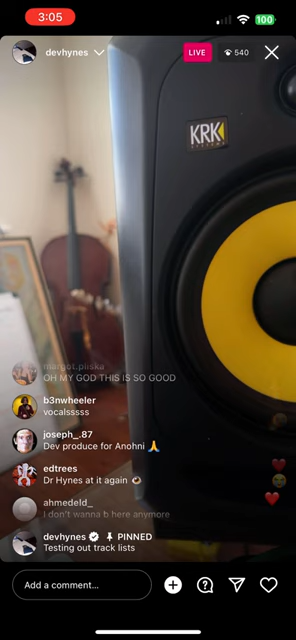 3:05
100
devhynes
LIVE
540
KRK
SYSTEMS
margot.pliska
OH MY GOD THIS IS SO GOOD
b3nwheeler
vocalsssss
joseph_.87
Dev produce for Anohni 🙏
edtrees
Dr Hynes at it again 👁️
ahmedeld_
I don't wanna b here anymore
devhynes PINNED
Testing out track lists
Add a comment...